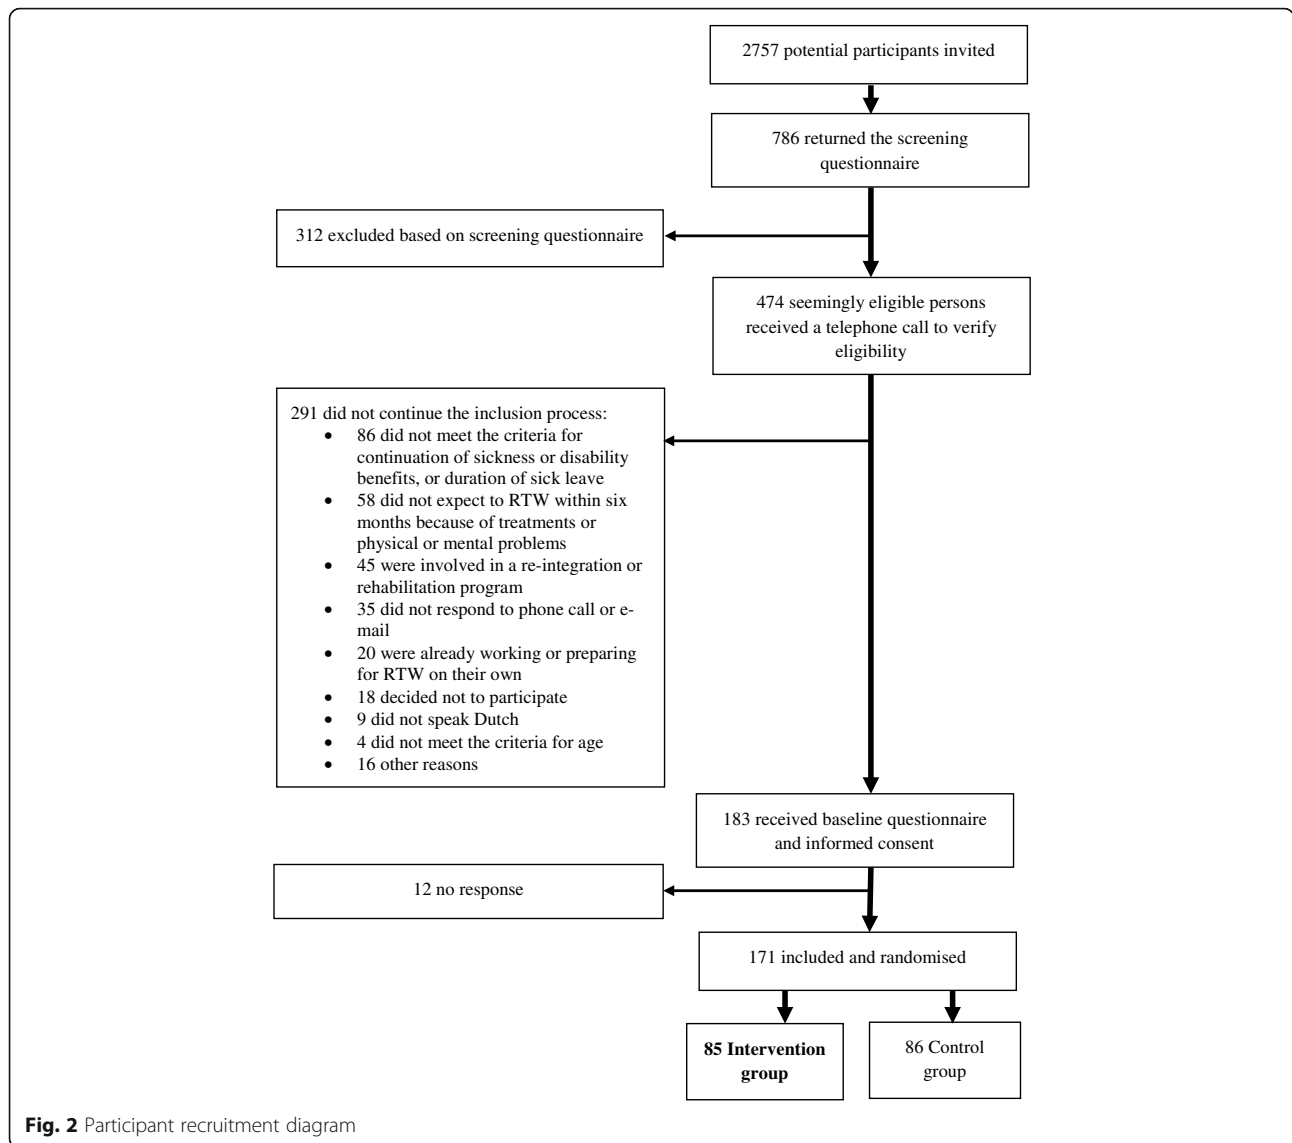 2757 potential participants invited
786 returned the screening
questionnaire
312 excluded based on screening questionnaire
474 seemingly eligible persons
received a telephone call to verify
eligibility
291 did not continue the inclusion process:
• 86 did not meet the criteria for
continuation of sickness or disability
benefits, or duration of sick leave
• 58 did not expect to RTW within six
months because of treatments or
physical or mental problems
• 45 were involved in a re-integration or
rehabilitation program
• 35 did not respond to phone call or e-
mail
• 20 were already working or preparing
for RTW on their own
• 18 decided not to participate
• 9 did not speak Dutch
• 4 did not meet the criteria for age
• 16 other reasons
183 received baseline questionnaire
and informed consent
12 no response
171 included and randomised
85 Intervention
group
86 Control
group
Fig. 2 Participant recruitment diagram